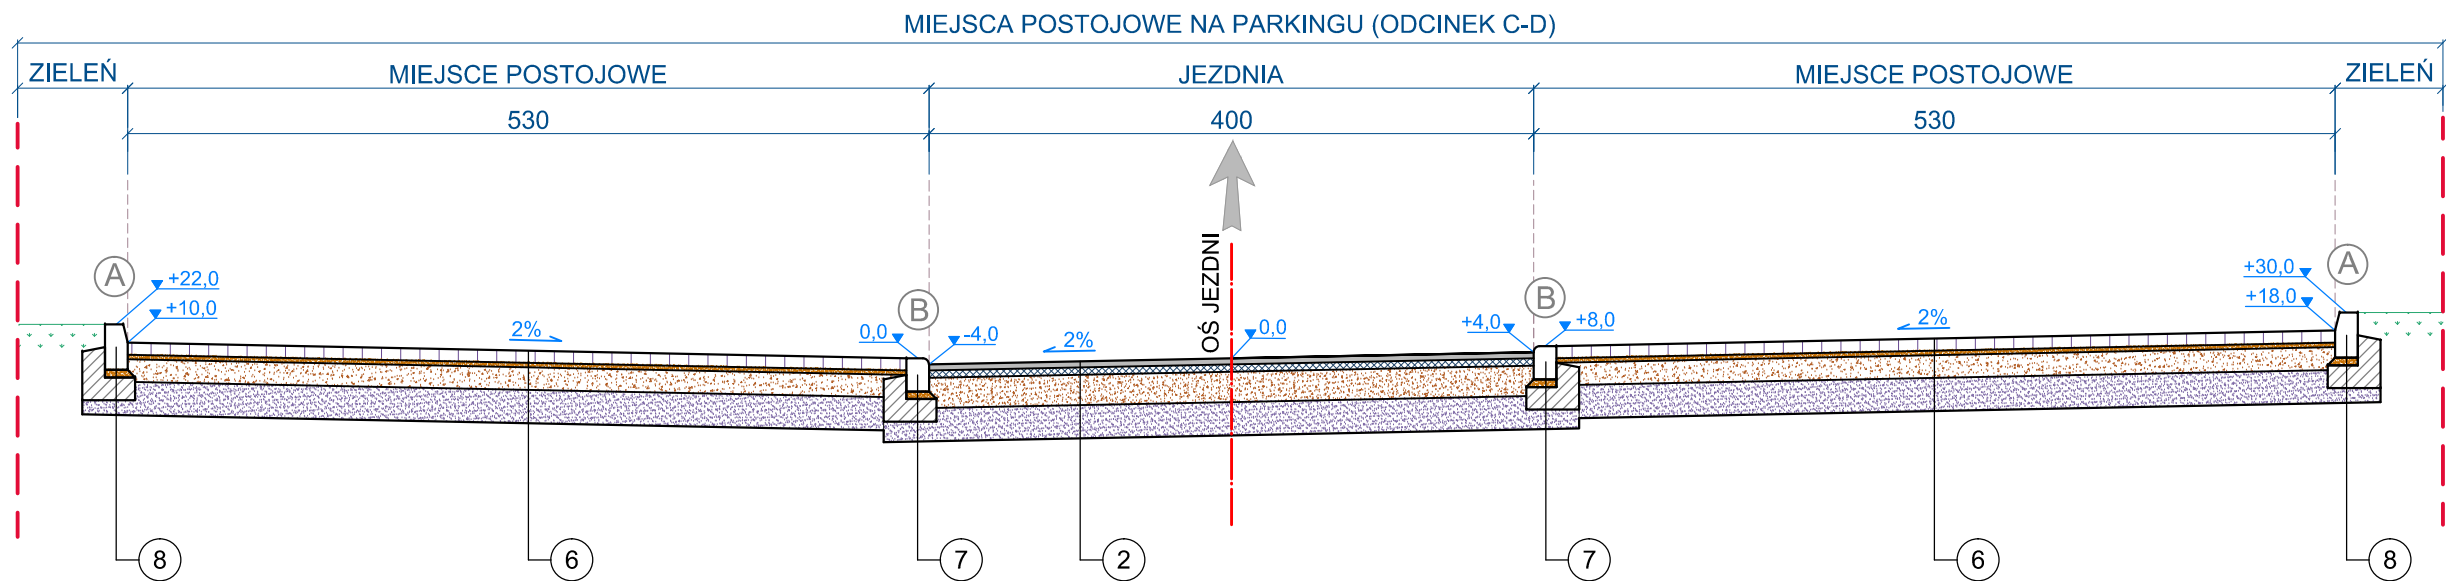 MIEJSCA POSTOJOWE NA PARKINGU (ODCINEK C-D)
ZIELEŃ MIEJSCE POSTOJOWE JEZDNIA MIEJSCE POSTOJOWE ZIELEŃ
530 400 530
OŚ JEZDNI
A +22,0 +30,0 A
+10,0 B B +18,0
2% 0,0 -4,0 2% 0,0 +4,0 +8,0 2%
8 6 7 2 7 6 8